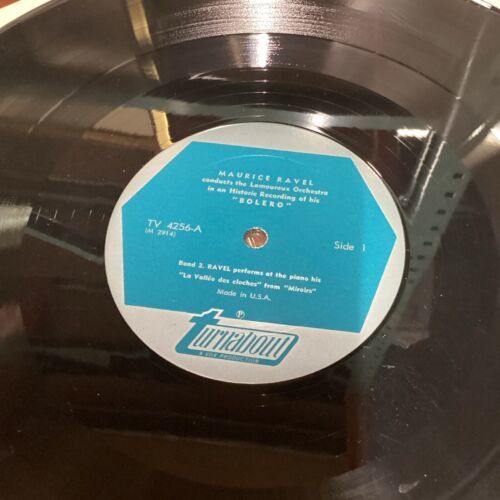 MAURICE RAVEL
conducts the Lamoureux Orchestra
in an Historic Recording of his
"BOLERO"
TV 4256-A
(M 2914)
Side 1
Band 2. RAVEL performs at the piano his
"La Vallée des cloches" from "Miroirs"
Made in U.S.A.
℗
turnabout
A VOX PRODUCTION